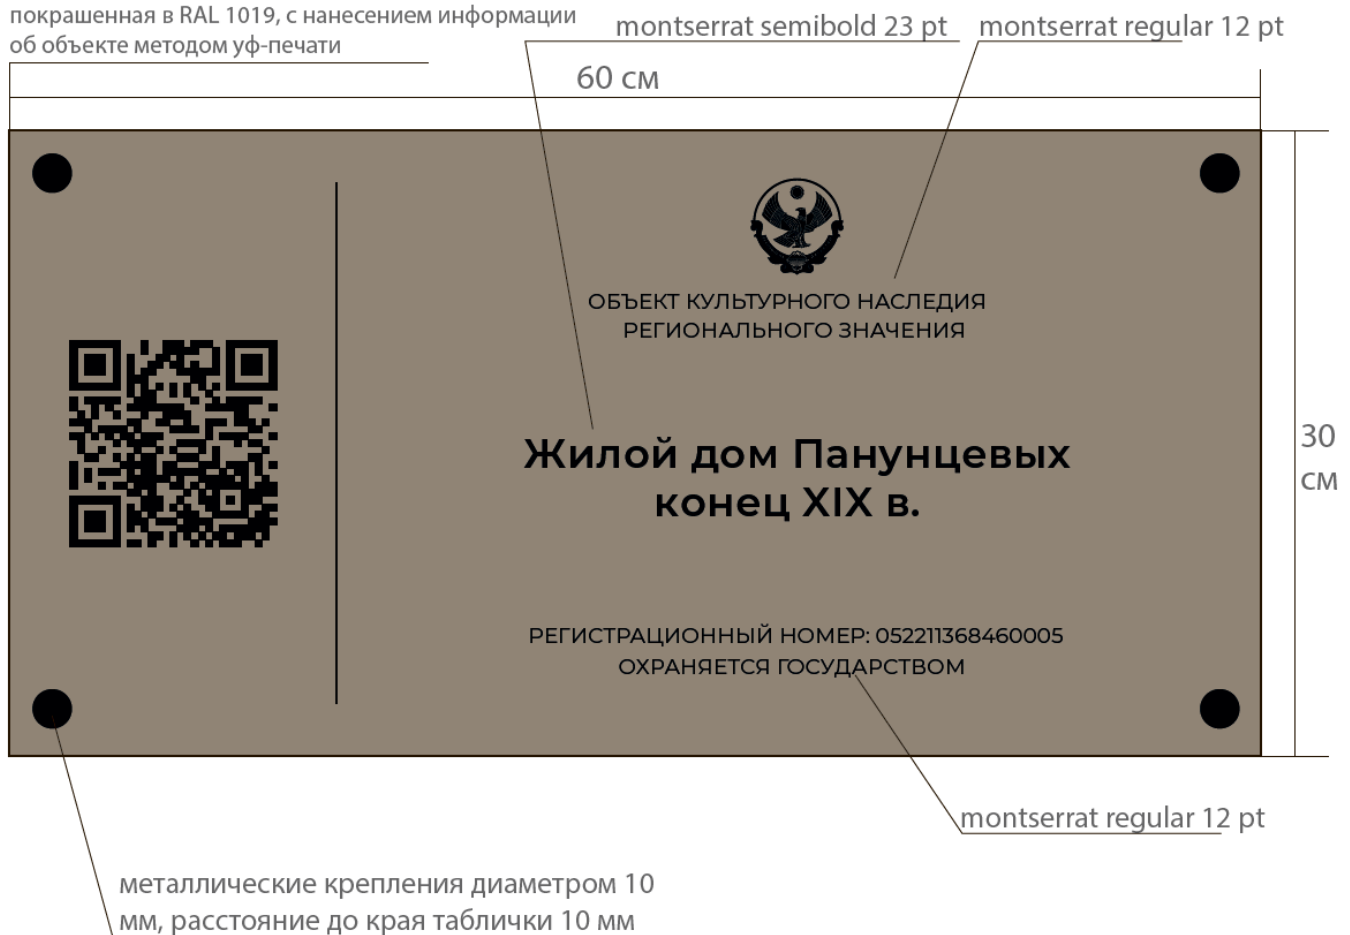 покрашенная в RAL 1019, с нанесением информации
об объекте методом уф-печати
montserrat semibold 23 pt
montserrat regular 12 pt
60 см
ОБЪЕКТ КУЛЬТУРНОГО НАСЛЕДИЯ
РЕГИОНАЛЬНОГО ЗНАЧЕНИЯ
Жилой дом Панунцевых
конец XIX в.
30
см
РЕГИСТРАЦИОННЫЙ НОМЕР: 052211368460005
ОХРАНЯЕТСЯ ГОСУДАРСТВОМ
montserrat regular 12 pt
металлические крепления диаметром 10
мм, расстояние до края таблички 10 мм